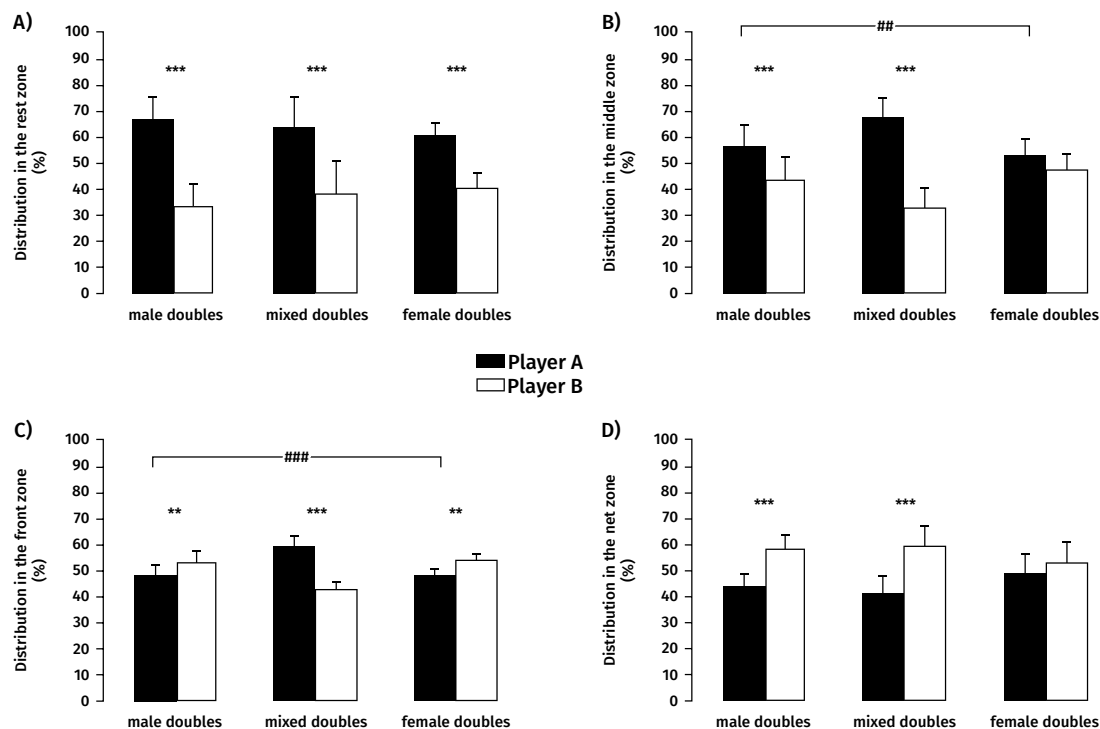 A)
Distribution in the rest zone
(%)
100
90
80
70
60
50
40
30
20
10
0
***
***
***
male doubles
mixed doubles
female doubles
B)
Distribution in the middle zone
(%)
100
90
80
70
60
50
40
30
20
10
0
##
***
***
male doubles
mixed doubles
female doubles
Player A
Player B
C)
Distribution in the front zone
(%)
100
90
80
70
60
50
40
30
20
10
0
###
**
***
**
male doubles
mixed doubles
female doubles
D)
Distribution in the net zone
(%)
100
90
80
70
60
50
40
30
20
10
0
***
***
male doubles
mixed doubles
female doubles